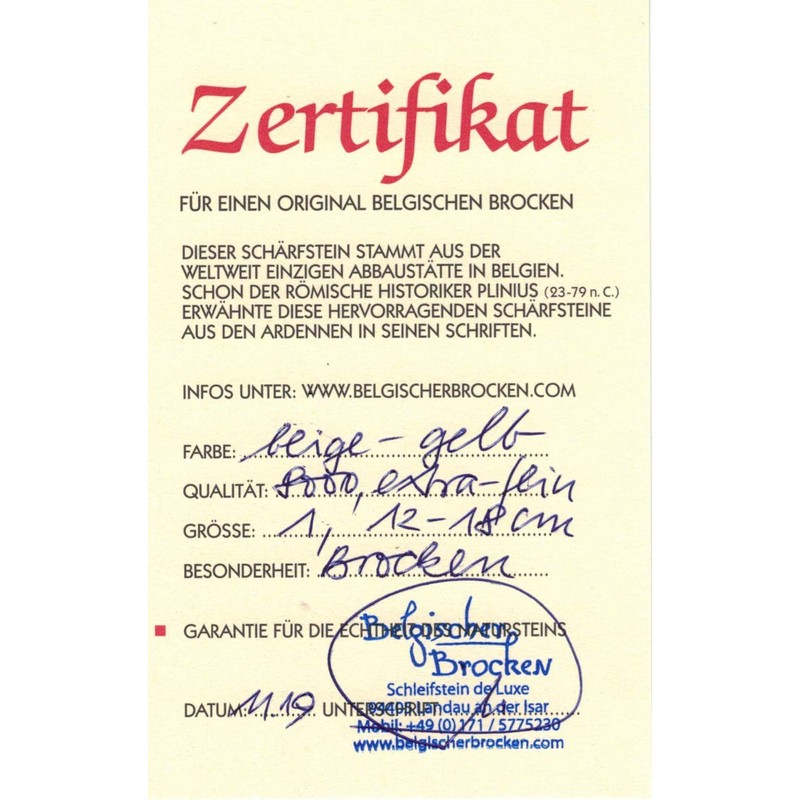 Zertifikat
FÜR EINEN ORIGINAL BELGISCHEN BROCKEN
DIESER SCHÄRFSTEIN STAMMT AUS DER
WELTWEIT EINZIGEN ABBAUSTÄTTE IN BELGIEN.
SCHON DER RÖMISCHE HISTORIKER PLINIUS (23-79 n. C.)
ERWÄHNTE DIESE HERVORRAGENDEN SCHÄRFSTEINE
AUS DEN ARDENNEN IN SEINEN SCHRIFTEN.
INFOS UNTER: WWW.BELGISCHERBROCKEN.COM
FARBE: beige-gelb
QUALITÄT: 8000, extra-fein
GRÖSSE: 1, 12-18 cm
BESONDERHEIT: Brocken
GARANTIE FÜR DIE ECHTHEIT DES NATURSTEINS
Belgischer
Brocken
Schleifstein de Luxe
DATUM: 11.19 UNTERSCHRIFT
94405 Landau an der Isar
Mobil: +49 (0) 171 / 5775230
www.belgischerbrocken.com